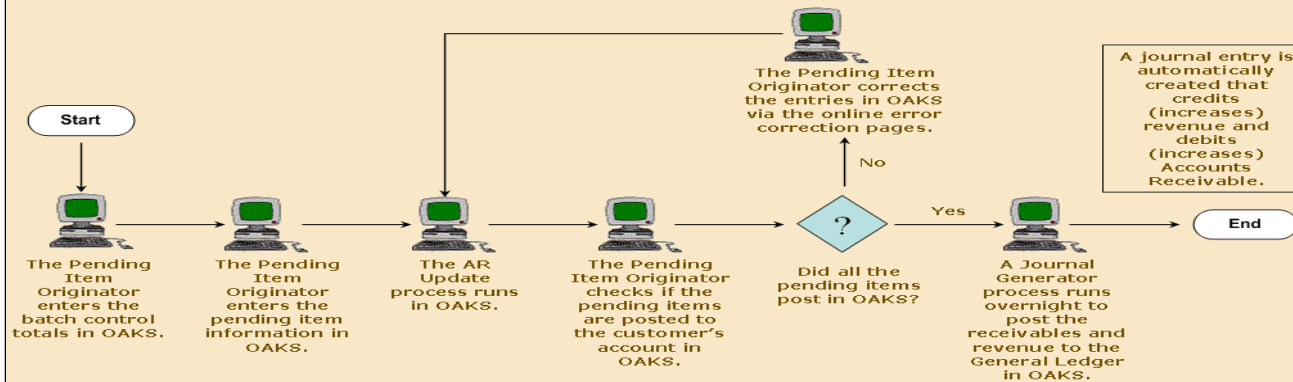 Start
The Pending
Item
Originator
enters the
batch control
totals in OAKS.
The Pending
Item
Originator
enters the
pending item
information in
OAKS.
The AR
Update
process runs
in OAKS.
The Pending
Item Originator
checks if the
pending items
are posted to
the customer's
account in
OAKS.
?
Did all the
pending items
post in OAKS?
No
The Pending Item
Originator corrects
the entries in OAKS
via the online error
correction pages.
Yes
A Journal
Generator
process runs
overnight to
post the
receivables and
revenue to the
General Ledger
in OAKS.
A journal entry is
automatically
created that
credits
(increases)
revenue and
debits
(increases)
Accounts
Receivable.
End